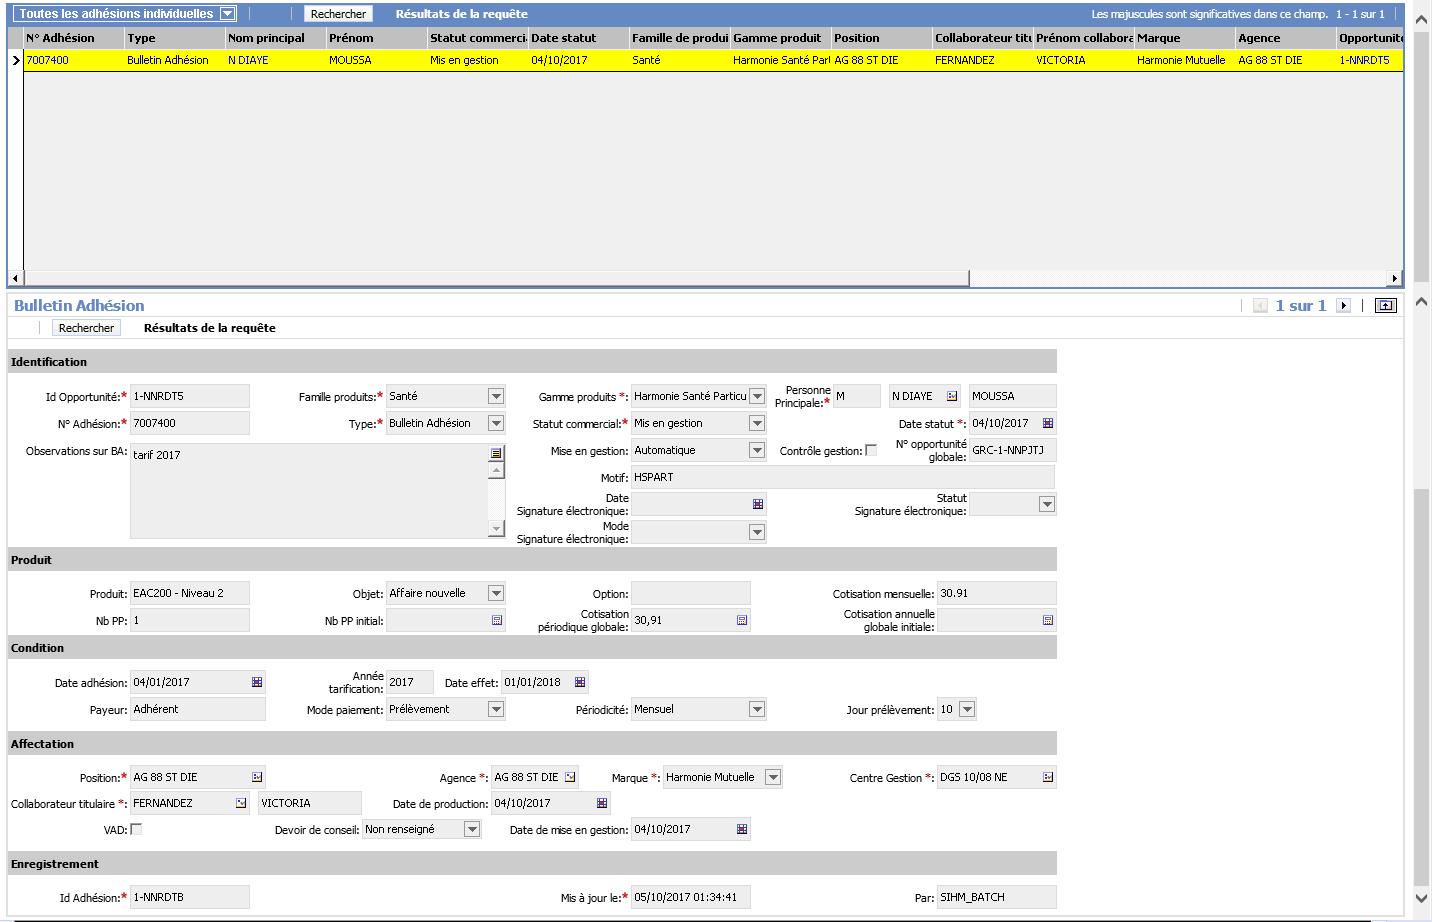 Toutes les adhésions individuelles Rechercher Résultats de la requête Les majuscules sont significatives dans ce champ. 1 - 1 sur 1
N° Adhésion Type Nom principal Prénom Statut commerci Date statut Famille de produi Gamme produit Position Collaborateur titu Prénom collabora Marque Agence Opportunité
7007400 Bulletin Adhésion N DIAYE MOUSSA Mis en gestion 04/10/2017 Santé Harmonie Santé Part AG 88 ST DIE FERNANDEZ VICTORIA Harmonie Mutuelle AG 88 ST DIE 1-NNRDT5
Bulletin Adhésion 1 sur 1
Rechercher Résultats de la requête
Identification
Id Opportunité:* 1-NNRDT5 Famille produits:* Santé Gamme produits *: Harmonie Santé Particu Personne Principale:* M N DIAYE MOUSSA
N° Adhésion:* 7007400 Type:* Bulletin Adhésion Statut commercial:* Mis en gestion Date statut *: 04/10/2017
Observations sur BA: tarif 2017 Mise en gestion: Automatique Contrôle gestion: N° opportunité globale: GRC-1-NNPJTJ
Motif: HSPART
Date Signature électronique: Statut Signature électronique:
Mode Signature électronique:
Produit
Produit: EAC200 - Niveau 2 Objet: Affaire nouvelle Option: Cotisation mensuelle: 30.91
Nb PP: 1 Nb PP initial: Cotisation périodique globale: 30,91 Cotisation annuelle globale initiale:
Condition
Date adhésion: 04/01/2017 Année tarification: 2017 Date effet: 01/01/2018
Payeur: Adhérent Mode paiement: Prélèvement Périodicité: Mensuel Jour prélèvement: 10
Affectation
Position:* AG 88 ST DIE Agence *: AG 88 ST DIE Marque *: Harmonie Mutuelle Centre Gestion *: DGS 10/08 NE
Collaborateur titulaire *: FERNANDEZ VICTORIA Date de production: 04/10/2017
VAD: Devoir de conseil: Non renseigné Date de mise en gestion: 04/10/2017
Enregistrement
Id Adhésion:* 1-NNRDTB Mis à jour le:* 05/10/2017 01:34:41 Par: SIHM_BATCH